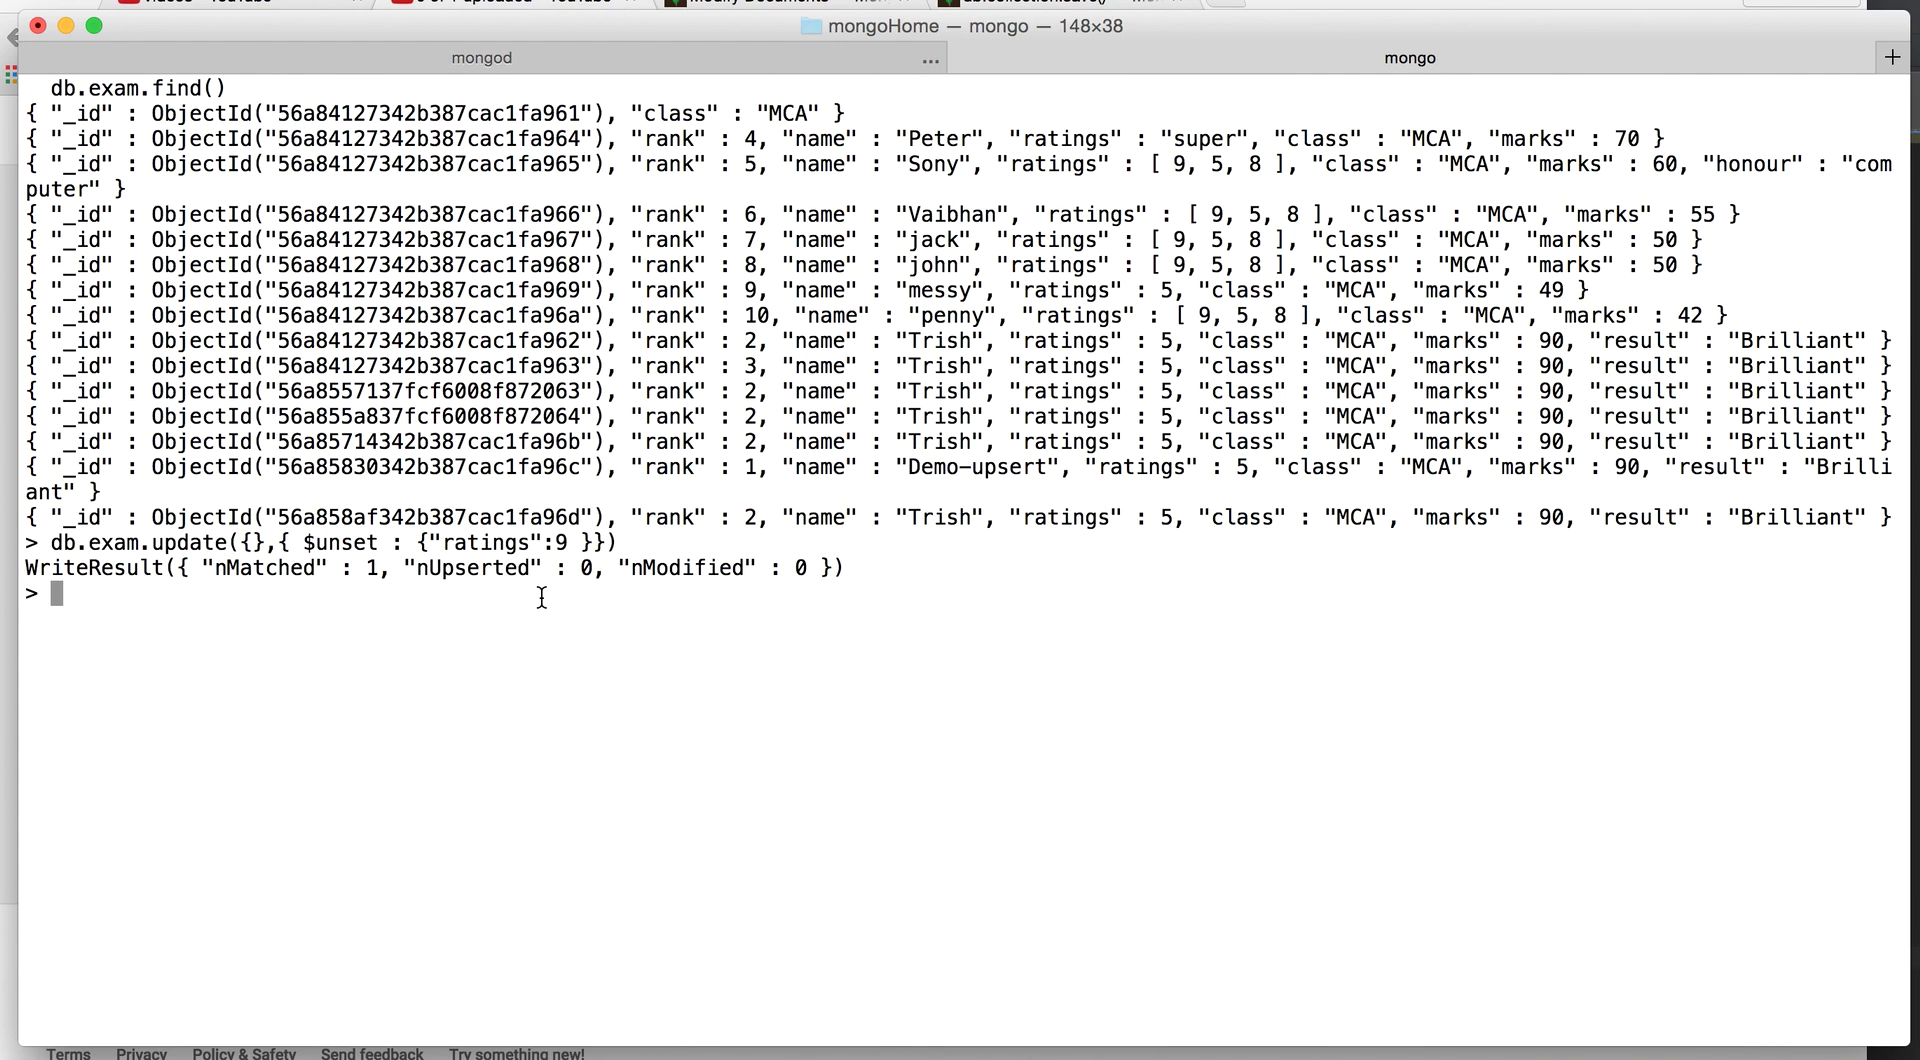 mongoHome — mongo — 148×38
mongod ... mongo +
db.exam.find()
{ "_id" : ObjectId("56a84127342b387cac1fa961"), "class" : "MCA" }
{ "_id" : ObjectId("56a84127342b387cac1fa964"), "rank" : 4, "name" : "Peter", "ratings" : "super", "class" : "MCA", "marks" : 70 }
{ "_id" : ObjectId("56a84127342b387cac1fa965"), "rank" : 5, "name" : "Sony", "ratings" : [ 9, 5, 8 ], "class" : "MCA", "marks" : 60, "honour" : "com
puter" }
{ "_id" : ObjectId("56a84127342b387cac1fa966"), "rank" : 6, "name" : "Vaibhan", "ratings" : [ 9, 5, 8 ], "class" : "MCA", "marks" : 55 }
{ "_id" : ObjectId("56a84127342b387cac1fa967"), "rank" : 7, "name" : "jack", "ratings" : [ 9, 5, 8 ], "class" : "MCA", "marks" : 50 }
{ "_id" : ObjectId("56a84127342b387cac1fa968"), "rank" : 8, "name" : "john", "ratings" : [ 9, 5, 8 ], "class" : "MCA", "marks" : 50 }
{ "_id" : ObjectId("56a84127342b387cac1fa969"), "rank" : 9, "name" : "messy", "ratings" : 5, "class" : "MCA", "marks" : 49 }
{ "_id" : ObjectId("56a84127342b387cac1fa96a"), "rank" : 10, "name" : "penny", "ratings" : [ 9, 5, 8 ], "class" : "MCA", "marks" : 42 }
{ "_id" : ObjectId("56a84127342b387cac1fa962"), "rank" : 2, "name" : "Trish", "ratings" : 5, "class" : "MCA", "marks" : 90, "result" : "Brilliant" }
{ "_id" : ObjectId("56a84127342b387cac1fa963"), "rank" : 3, "name" : "Trish", "ratings" : 5, "class" : "MCA", "marks" : 90, "result" : "Brilliant" }
{ "_id" : ObjectId("56a8557137fcf6008f872063"), "rank" : 2, "name" : "Trish", "ratings" : 5, "class" : "MCA", "marks" : 90, "result" : "Brilliant" }
{ "_id" : ObjectId("56a855a837fcf6008f872064"), "rank" : 2, "name" : "Trish", "ratings" : 5, "class" : "MCA", "marks" : 90, "result" : "Brilliant" }
{ "_id" : ObjectId("56a85714342b387cac1fa96b"), "rank" : 2, "name" : "Trish", "ratings" : 5, "class" : "MCA", "marks" : 90, "result" : "Brilliant" }
{ "_id" : ObjectId("56a85830342b387cac1fa96c"), "rank" : 1, "name" : "Demo-upsert", "ratings" : 5, "class" : "MCA", "marks" : 90, "result" : "Brilli
ant" }
{ "_id" : ObjectId("56a858af342b387cac1fa96d"), "rank" : 2, "name" : "Trish", "ratings" : 5, "class" : "MCA", "marks" : 90, "result" : "Brilliant" }
> db.exam.update({},{ $unset : {"ratings":9 }})
WriteResult({ "nMatched" : 1, "nUpserted" : 0, "nModified" : 0 })
>
Terms Privacy Policy & Safety Send feedback Try something new!